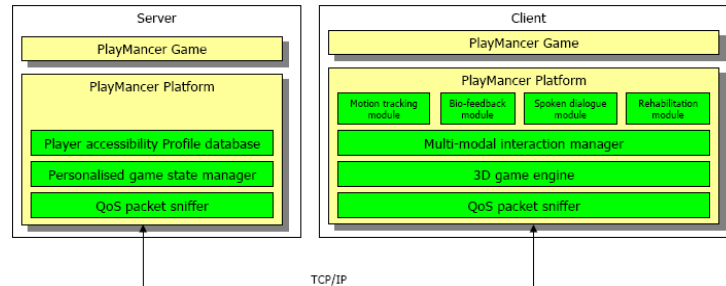 Server
PlayMancer Game
PlayMancer Platform
Player accessibility Profile database
Personalised game state manager
QoS packet sniffer
Client
PlayMancer Game
PlayMancer Platform
Motion tracking
module
Bio-feedback
module
Spoken dialogue
module
Rehabilitation
module
Multi-modal interaction manager
3D game engine
QoS packet sniffer
TCP/IP